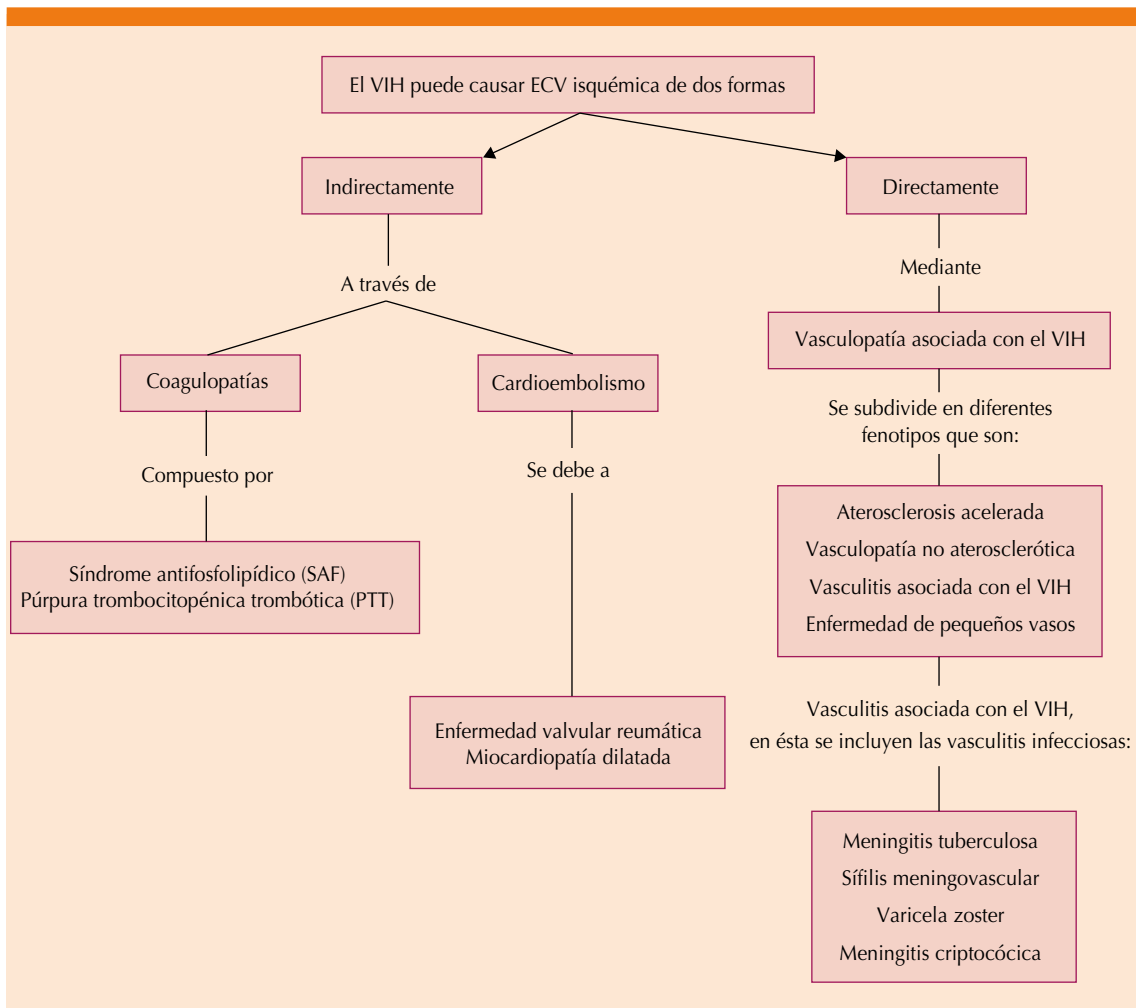 El VIH puede causar ECV isquémica de dos formas
Indirectamente
Directamente
A través de
Mediante
Coagulopatías
Cardioembolismo
Vasculopatía asociada con el VIH
Compuesto por
Se debe a
Se subdivide en diferentes
fenotipos que son:
Síndrome antifosfolipídico (SAF)
Púrpura trombocitopénica trombótica (PTT)
Aterosclerosis acelerada
Vasculopatía no aterosclerótica
Vasculitis asociada con el VIH
Enfermedad de pequeños vasos
Enfermedad valvular reumática
Miocardiopatía dilatada
Vasculitis asociada con el VIH,
en ésta se incluyen las vasculitis infecciosas:
Meningitis tuberculosa
Sífilis meningovascular
Varicela zoster
Meningitis criptocócica